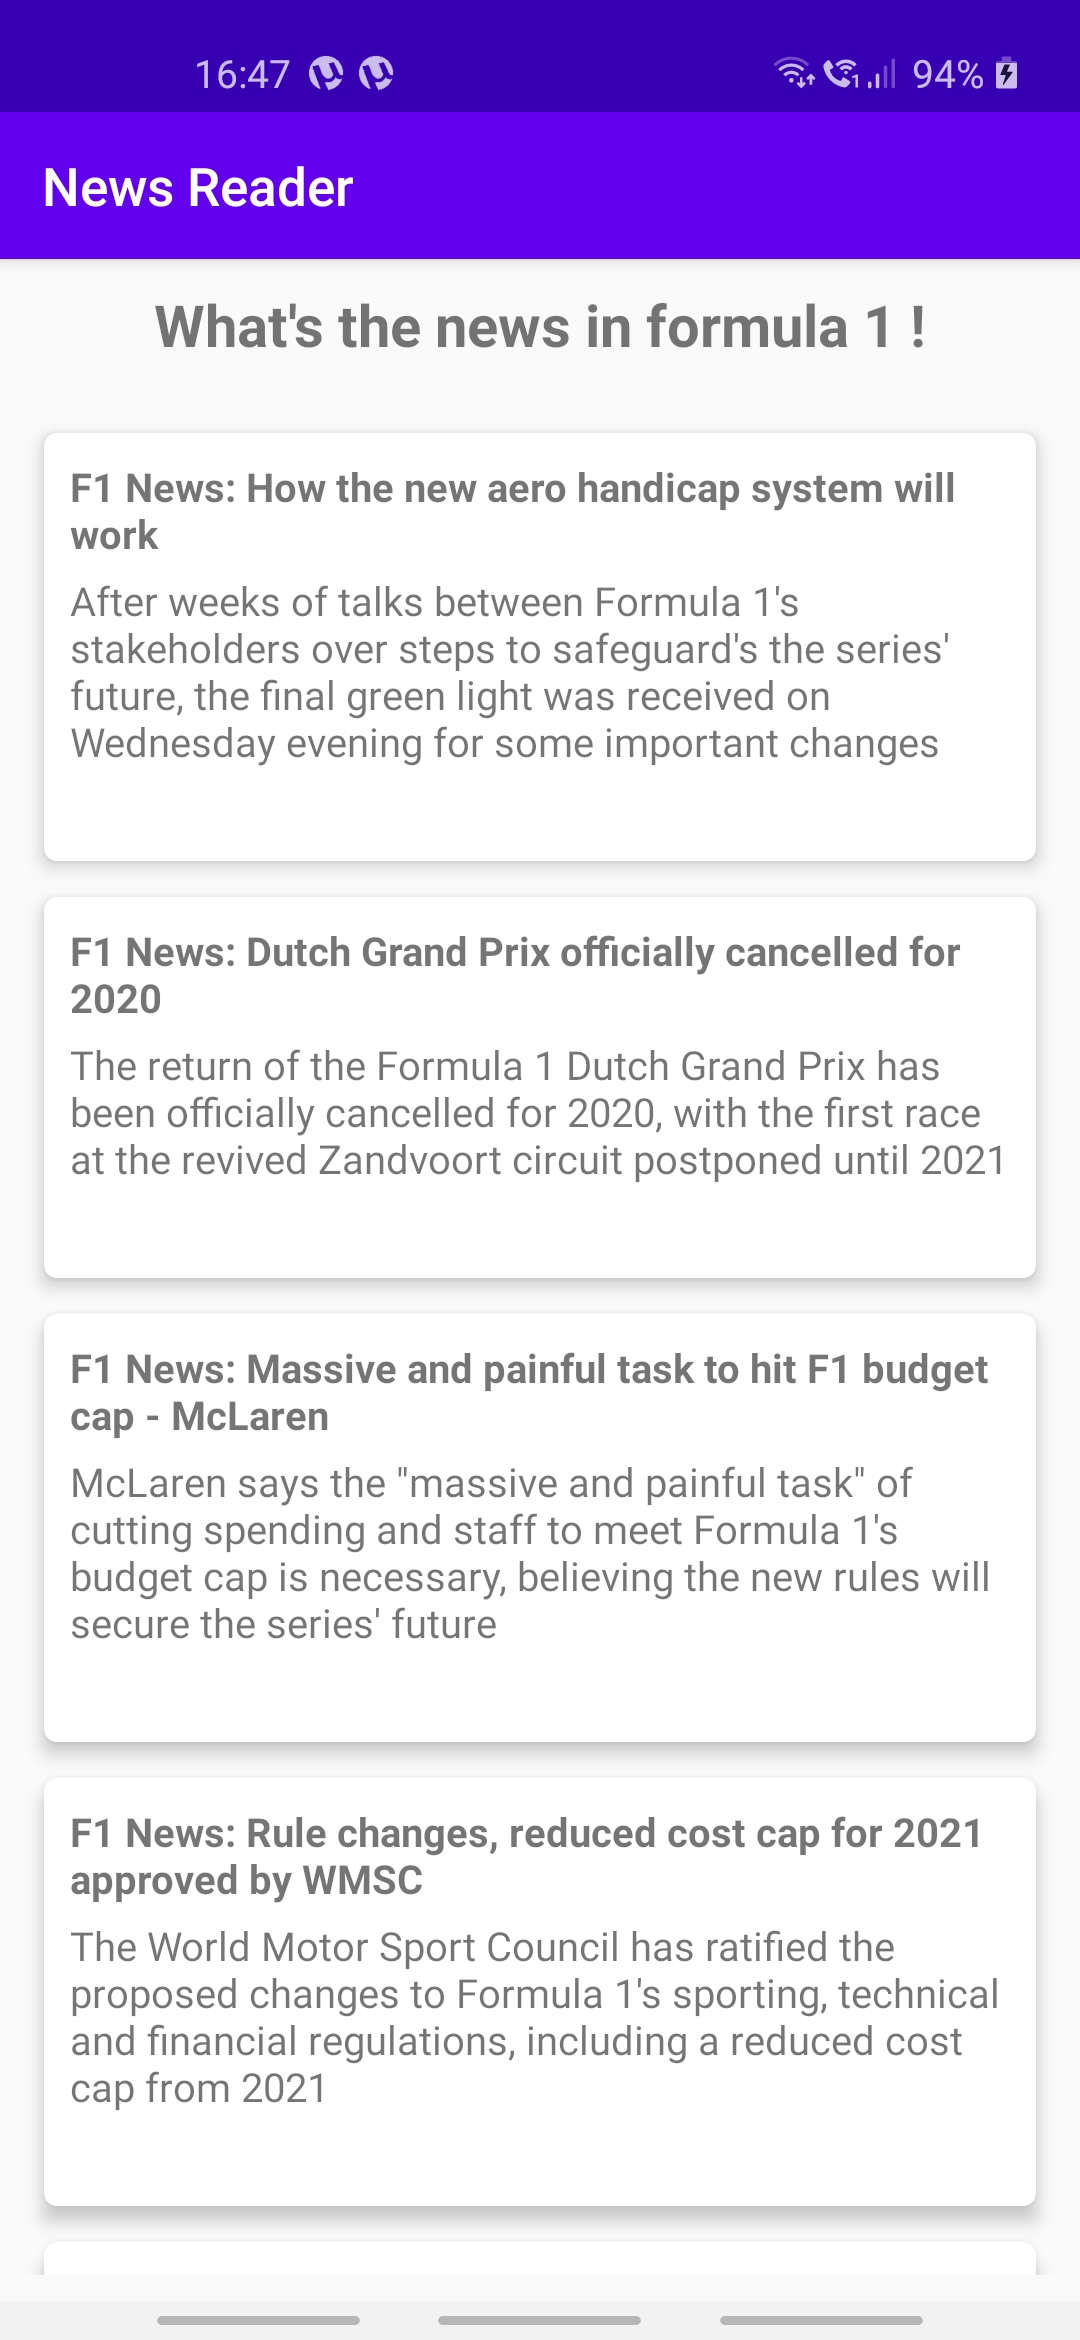 16:47
94%
News Reader
What's the news in formula 1 !
F1 News: How the new aero handicap system will
work
After weeks of talks between Formula 1's
stakeholders over steps to safeguard's the series'
future, the final green light was received on
Wednesday evening for some important changes
F1 News: Dutch Grand Prix officially cancelled for
2020
The return of the Formula 1 Dutch Grand Prix has
been officially cancelled for 2020, with the first race
at the revived Zandvoort circuit postponed until 2021
F1 News: Massive and painful task to hit F1 budget
cap - McLaren
McLaren says the "massive and painful task" of
cutting spending and staff to meet Formula 1's
budget cap is necessary, believing the new rules will
secure the series' future
F1 News: Rule changes, reduced cost cap for 2021
approved by WMSC
The World Motor Sport Council has ratified the
proposed changes to Formula 1's sporting, technical
and financial regulations, including a reduced cost
cap from 2021